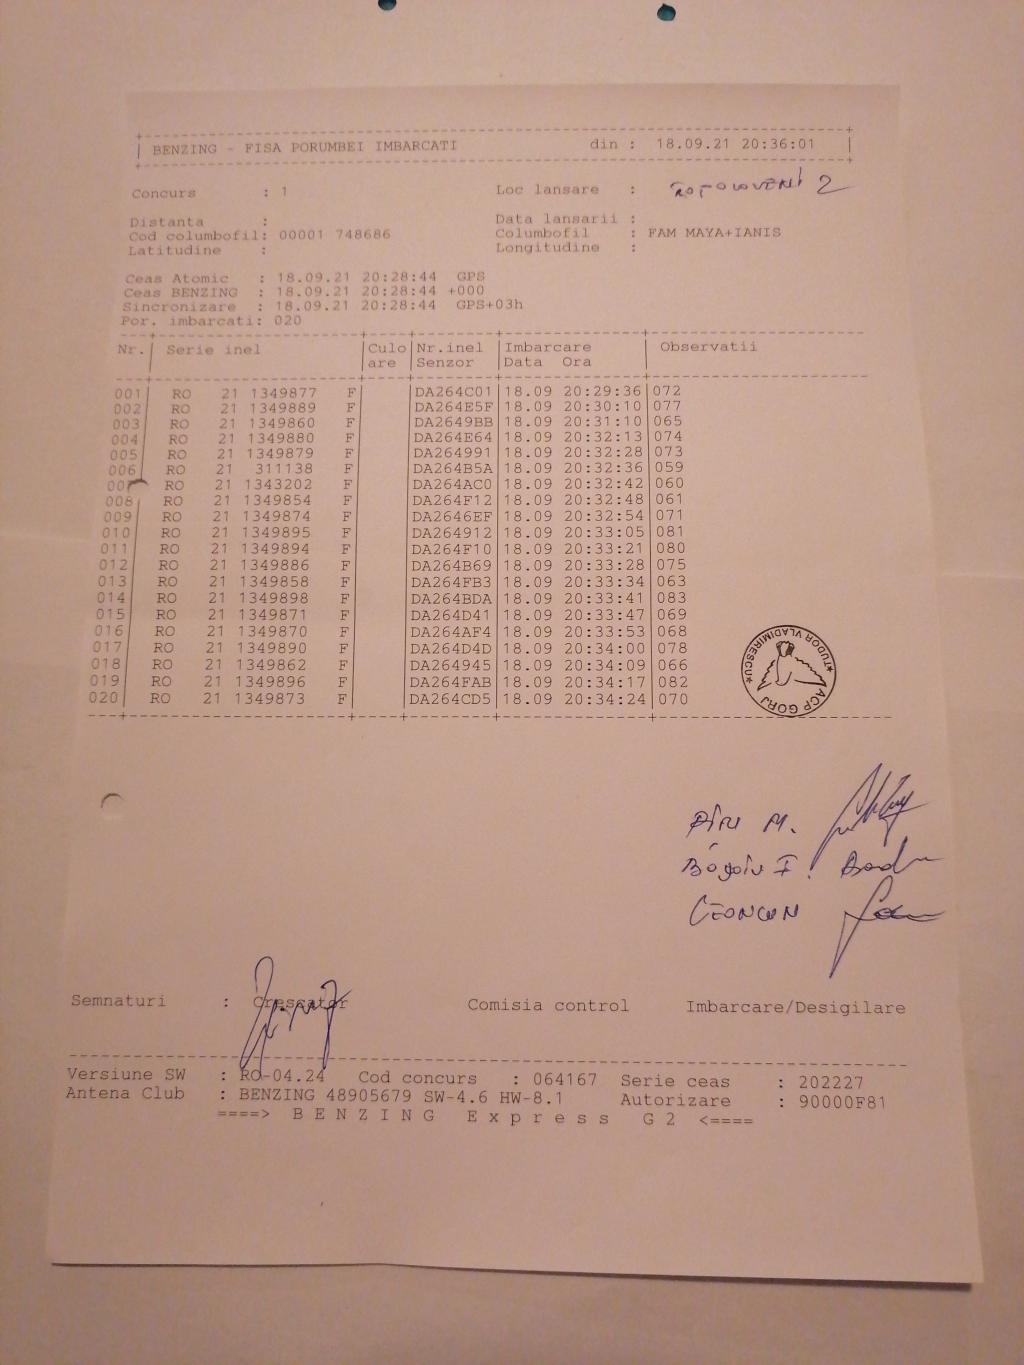 BENZING - FISA PORUMBEI IMBARCATI din : 18.09.21 20:36:01
Concurs : 1 Loc lansare : TOPOLOVENI 2
Distanta : Data lansarii :
Cod columbofil: 00001 748686 Columbofil : FAM MAYA+IANIS
Latitudine : Longitudine :
Ceas Atomic : 18.09.21 20:28:44 GPS
Ceas BENZING : 18.09.21 20:28:44 +000
Sincronizare : 18.09.21 20:28:44 GPS+03h
Por. imbarcati: 020
Nr. Serie inel Culo Nr.inel Imbarcare Observatii
are Senzor Data Ora
001 RO 21 1349877 F DA264C01 18.09 20:29:36 072
002 RO 21 1349889 F DA264E5F 18.09 20:30:10 077
003 RO 21 1349860 F DA2649BB 18.09 20:31:10 065
004 RO 21 1349880 F DA264E64 18.09 20:32:13 074
005 RO 21 1349879 F DA264991 18.09 20:32:28 073
006 RO 21 311138 F DA264B5A 18.09 20:32:36 059
007 RO 21 1343202 F DA264AC0 18.09 20:32:42 060
008 RO 21 1349854 F DA264F12 18.09 20:32:48 061
009 RO 21 1349874 F DA2646EF 18.09 20:32:54 071
010 RO 21 1349895 F DA264912 18.09 20:33:05 081
011 RO 21 1349894 F DA264F10 18.09 20:33:21 080
012 RO 21 1349886 F DA264B69 18.09 20:33:28 075
013 RO 21 1349858 F DA264FB3 18.09 20:33:34 063
014 RO 21 1349898 F DA264BDA 18.09 20:33:41 083
015 RO 21 1349871 F DA264D41 18.09 20:33:47 069
016 RO 21 1349870 F DA264AF4 18.09 20:33:53 068
017 RO 21 1349890 F DA264D4D 18.09 20:34:00 078
018 RO 21 1349862 F DA264945 18.09 20:34:09 066
019 RO 21 1349896 F DA264FAB 18.09 20:34:17 082
020 RO 21 1349873 F DA264CD5 18.09 20:34:24 070
ACP GORJ *TUDOR VLADIMIRESCU*
M.
I.
Semnaturi : Crescator Comisia control Imbarcare/Desigilare
Versiune SW : RO-04.24 Cod concurs : 064167 Serie ceas : 202227
Antena Club : BENZING 48905679 SW-4.6 HW-8.1 Autorizare : 90000F81
====> BENZING Express G2 <====